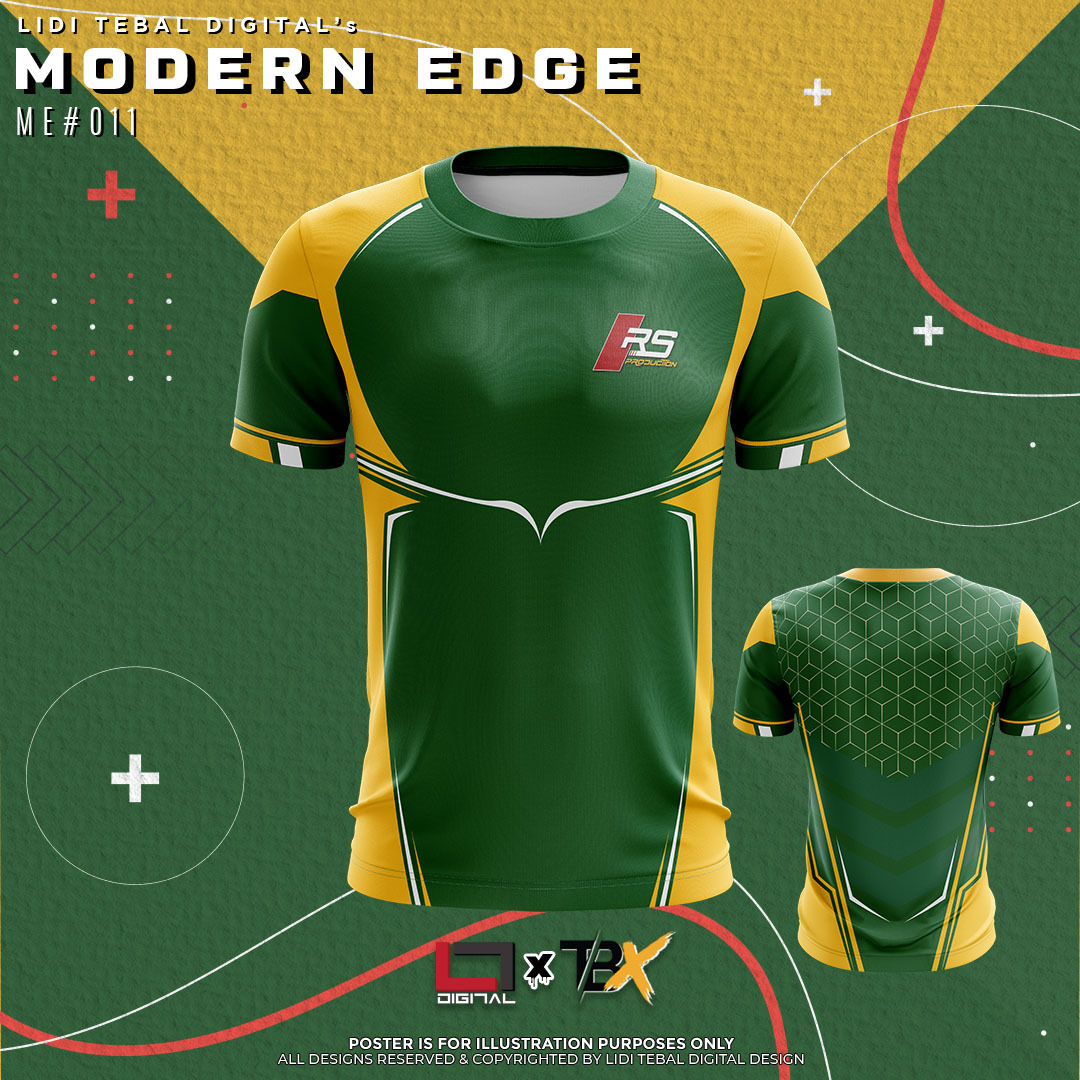 LIDI TEBAL DIGITAL's
MODERN EDGE
ME#011
RS
PRODUCTION
DIGITAL
X
TBX
POSTER IS FOR ILLUSTRATION PURPOSES ONLY
ALL DESIGNS RESERVED & COPYRIGHTED BY LIDI TEBAL DIGITAL DESIGN